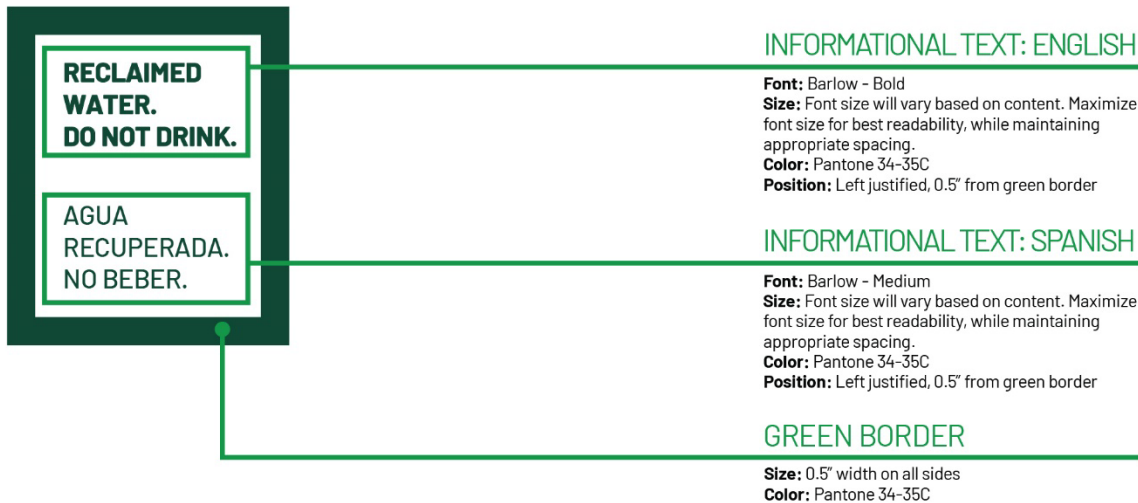 RECLAIMED
WATER.
DO NOT DRINK.
AGUA
RECUPERADA.
NO BEBER.
INFORMATIONAL TEXT: ENGLISH
Font: Barlow - Bold
Size: Font size will vary based on content. Maximize
font size for best readability, while maintaining
appropriate spacing.
Color: Pantone 34-35C
Position: Left justified, 0.5” from green border
INFORMATIONAL TEXT: SPANISH
Font: Barlow - Medium
Size: Font size will vary based on content. Maximize
font size for best readability, while maintaining
appropriate spacing.
Color: Pantone 34-35C
Position: Left justified, 0.5” from green border
GREEN BORDER
Size: 0.5” width on all sides
Color: Pantone 34-35C